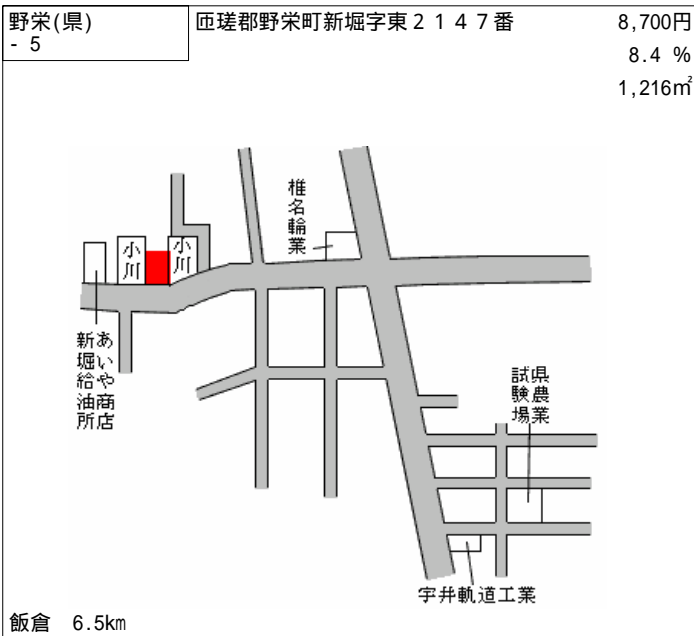 野栄(県)
- 5
匝瑳郡野栄町新堀字東２１４７番
8,700円
8.4 %
1,216㎡
椎名輪業
小川
小川
あいや商店
新堀給油所
県農業
試験場
宇井軌道工業
飯倉 6.5km